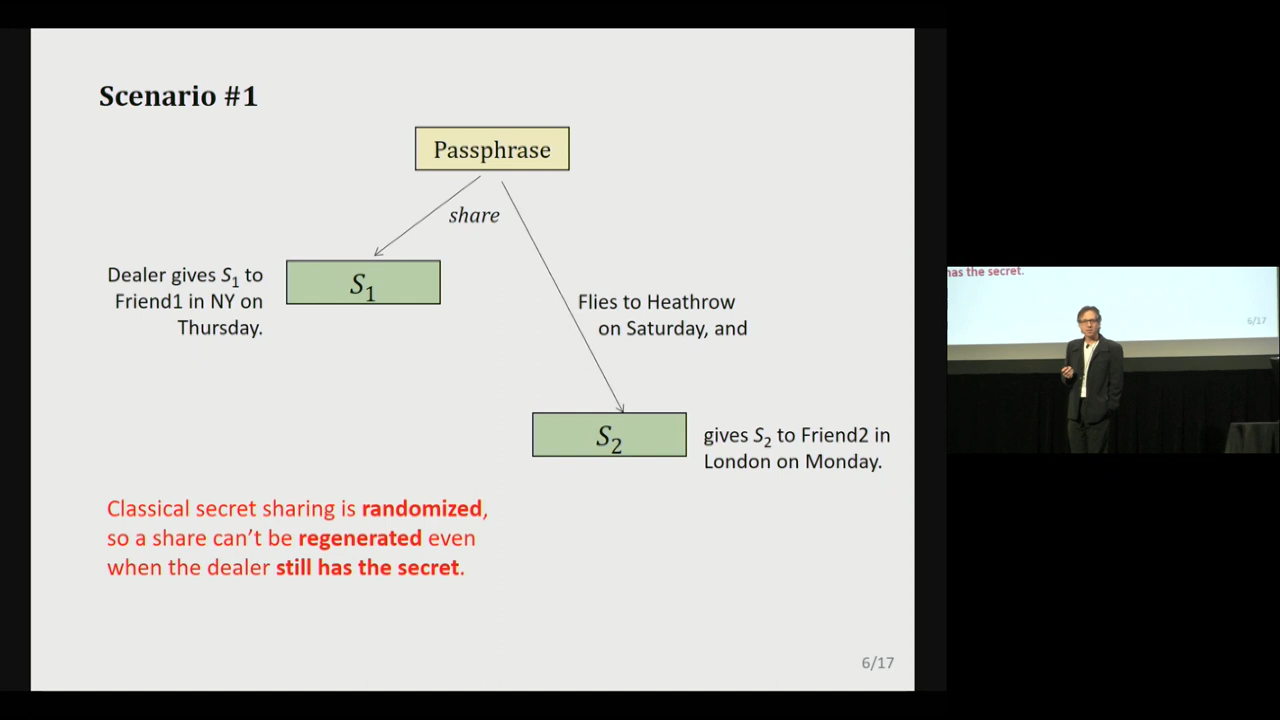 Scenario #1
Passphrase
share
S1
Dealer gives S1 to
Friend1 in NY on
Thursday.
Flies to Heathrow
on Saturday, and
S2
gives S2 to Friend2 in
London on Monday.
Classical secret sharing is randomized,
so a share can't be regenerated even
when the dealer still has the secret.
6/17
has the secret.
6/17